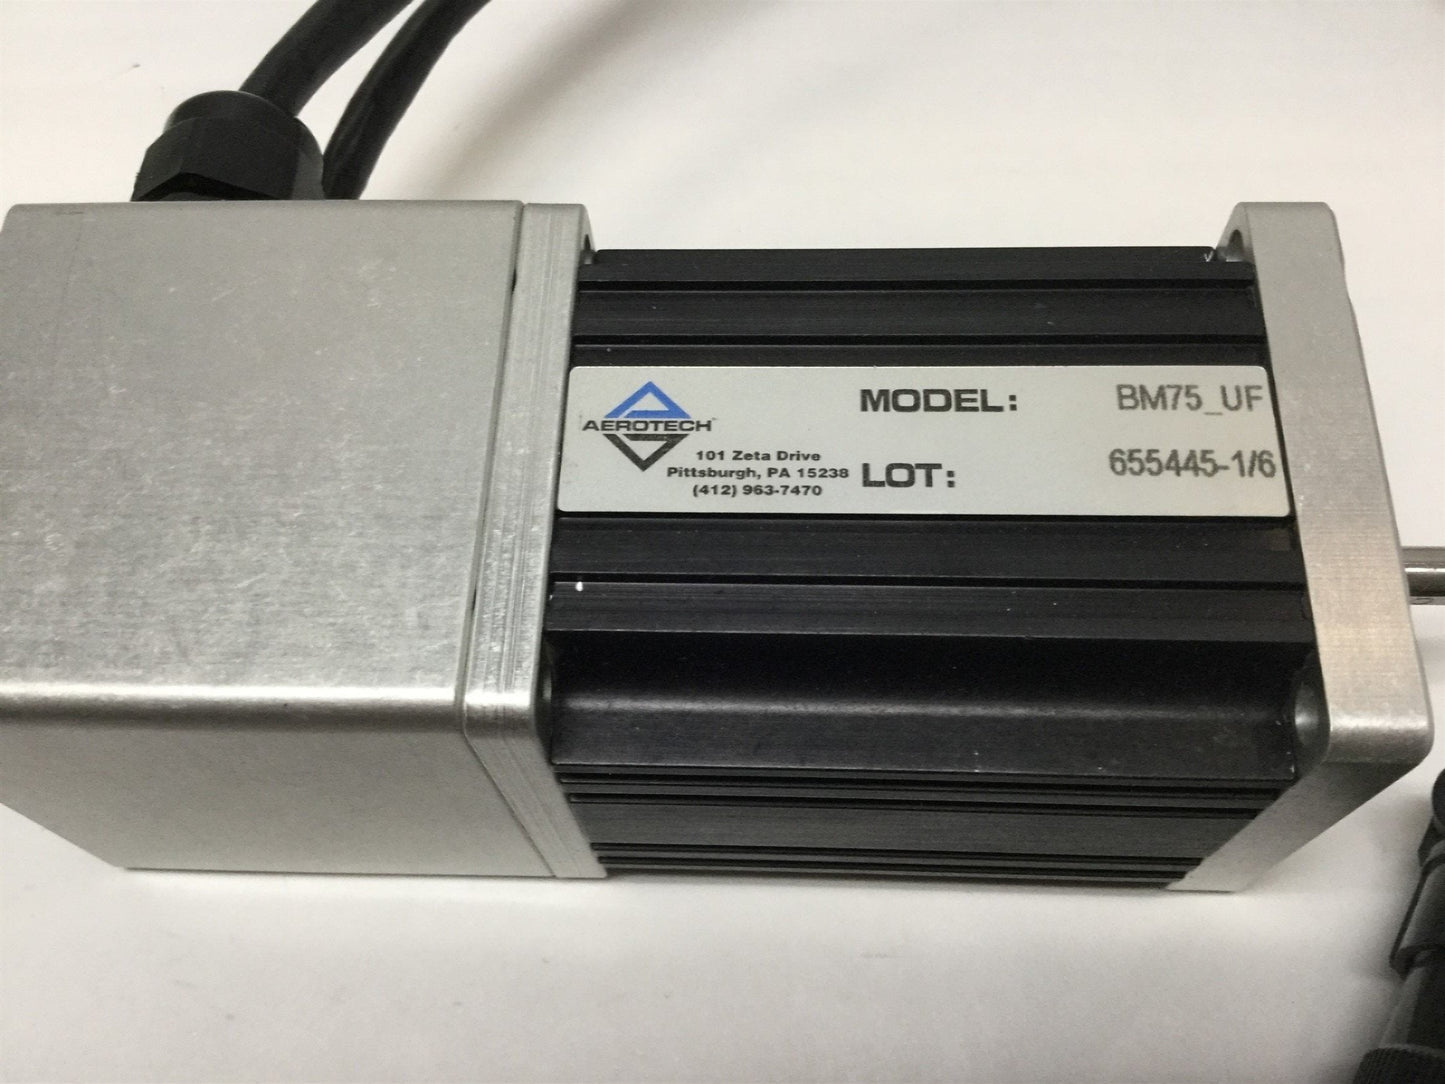 AEROTECH
101 Zeta Drive
Pittsburgh, PA 15238
(412) 963-7470
MODEL: BM75_UF
LOT: 655445-1/6